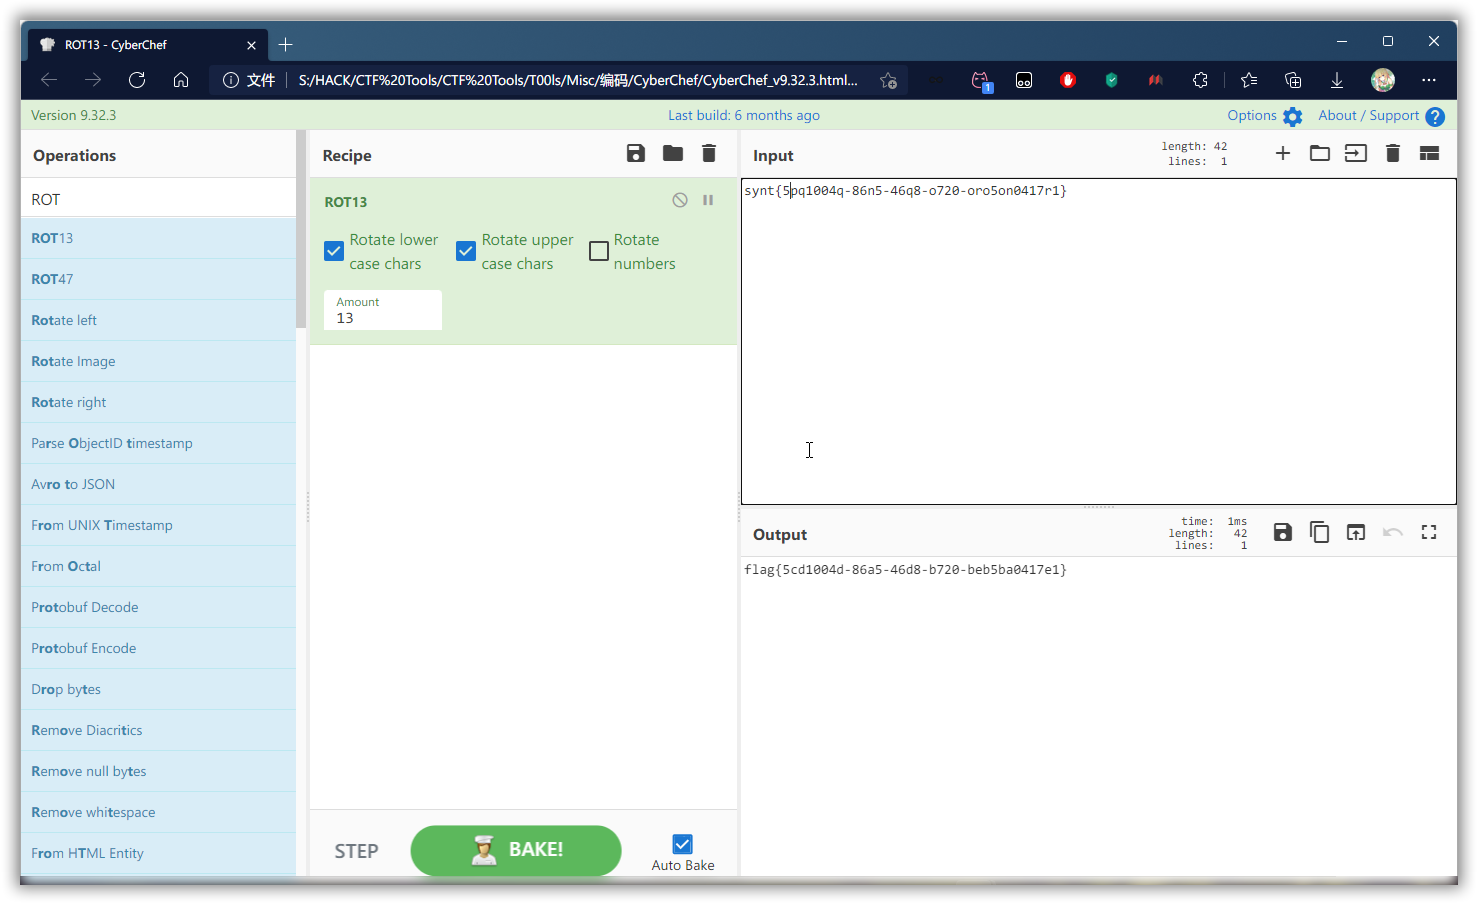 ROT13 - CyberChef
文件 S:/HACK/CTF%20Tools/CTF%20Tools/T00ls/Misc/编码/CyberChef/CyberChef_v9.32.3.html...
1
Version 9.32.3
Last build: 6 months ago
Options
About / Support
Operations
ROT
ROT13
ROT47
Rotate left
Rotate Image
Rotate right
Parse ObjectID timestamp
Avro to JSON
From UNIX Timestamp
From Octal
Protobuf Decode
Protobuf Encode
Drop bytes
Remove Diacritics
Remove null bytes
Remove whitespace
From HTML Entity
Recipe
ROT13
Rotate lower
case chars
Rotate upper
case chars
Rotate
numbers
Amount
13
STEP
BAKE!
Auto Bake
Input
length: 42
lines: 1
synt{5pq1004q-86n5-46q8-o720-oro5on0417r1}
Output
time: 1ms
length: 42
lines: 1
flag{5cd1004d-86a5-46d8-b720-beb5ba0417e1}